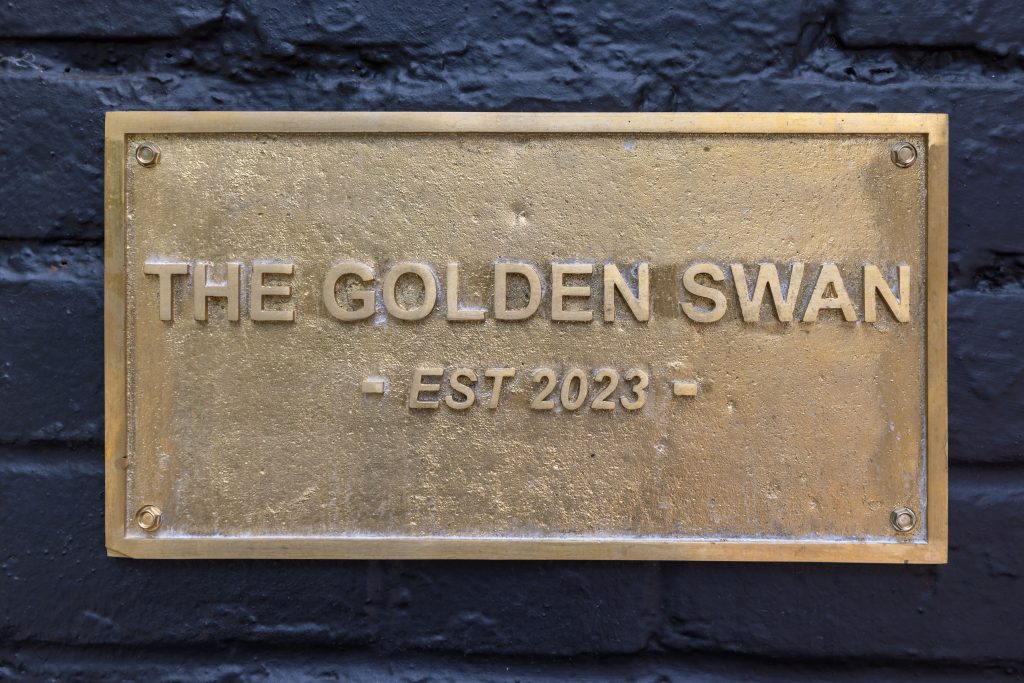 THE GOLDEN SWAN
- EST 2023 -